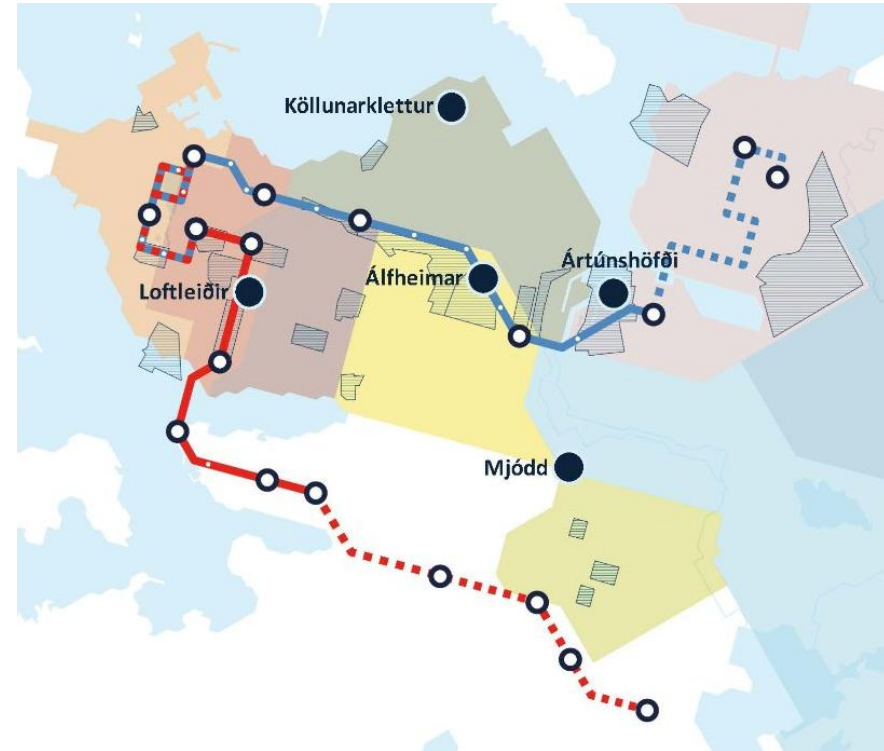 Köllunarklettur
Ártúnshöfði
Álfheimar
Loftleiðir
Mjódd